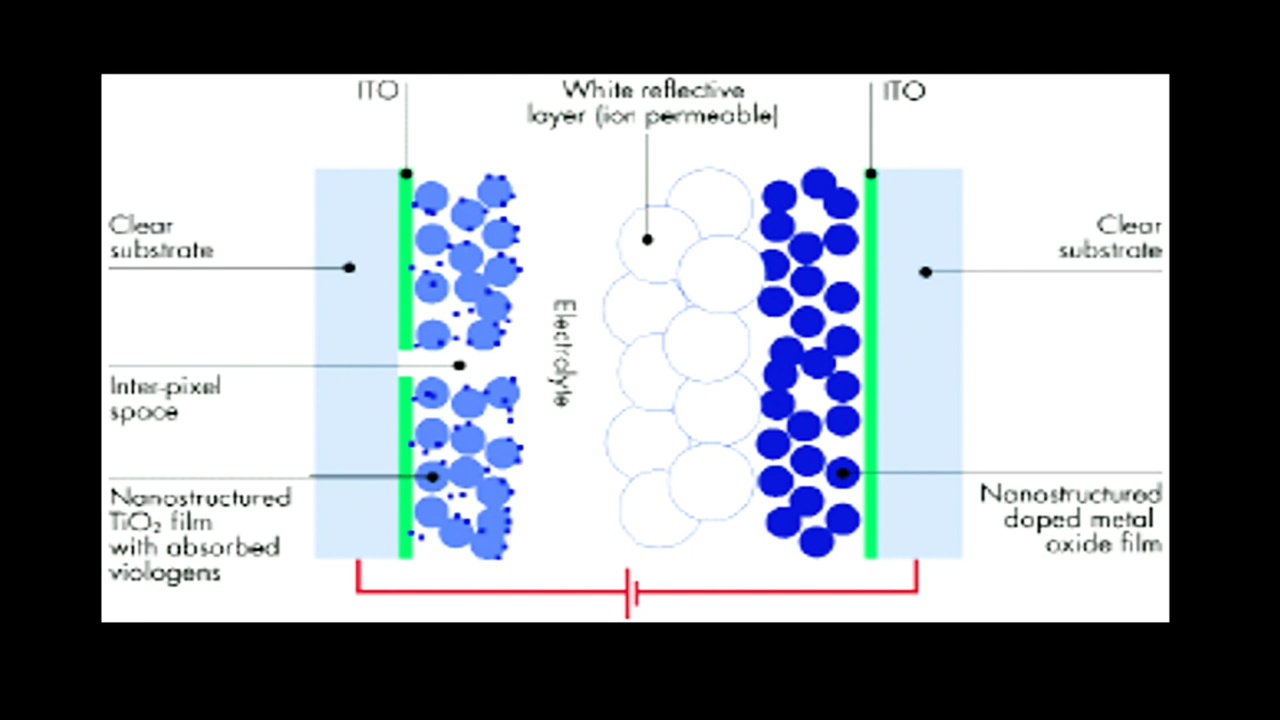 ITO
White reflective
layer (ion permeable)
ITO
Clear
substrate
Clear
substrate
Electrolyte
Inter-pixel
space
Nanostructured
TiO₂ film
with absorbed
viologens
Nanostructured
doped metal
oxide film